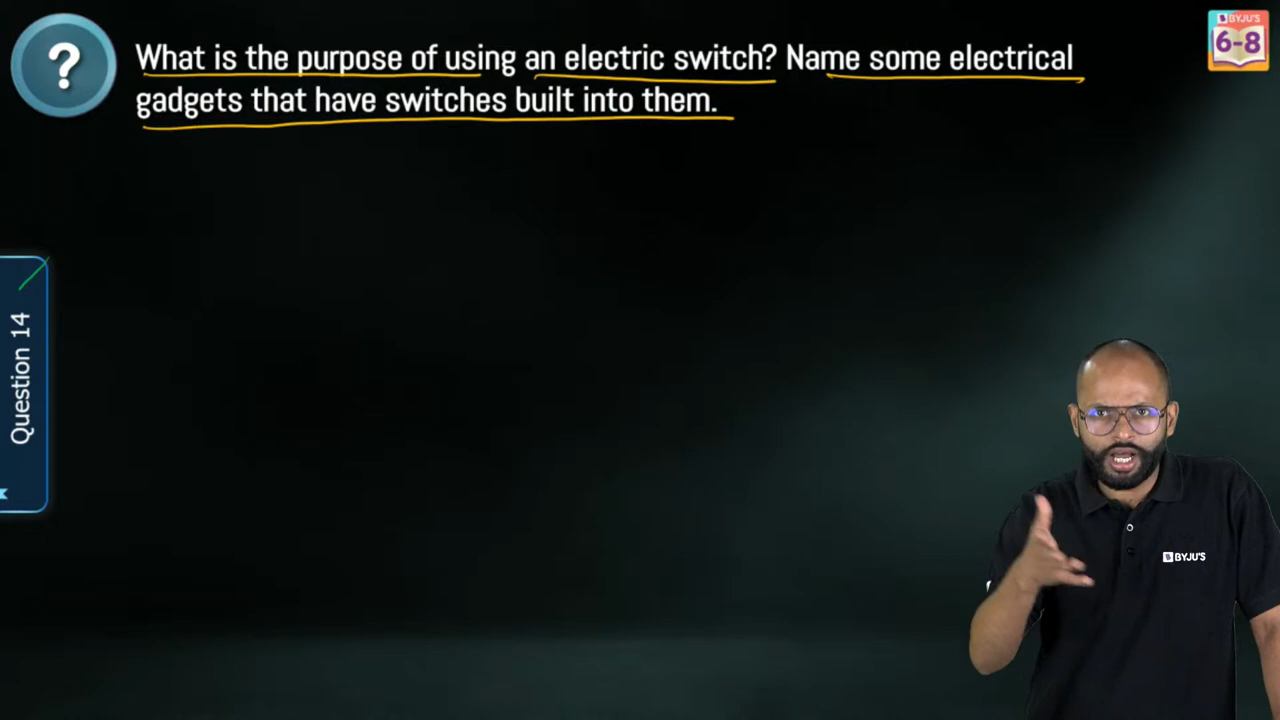 ?
What is the purpose of using an electric switch? Name some electrical
gadgets that have switches built into them.
BYJU'S
6-8
Question 14
BYJU'S